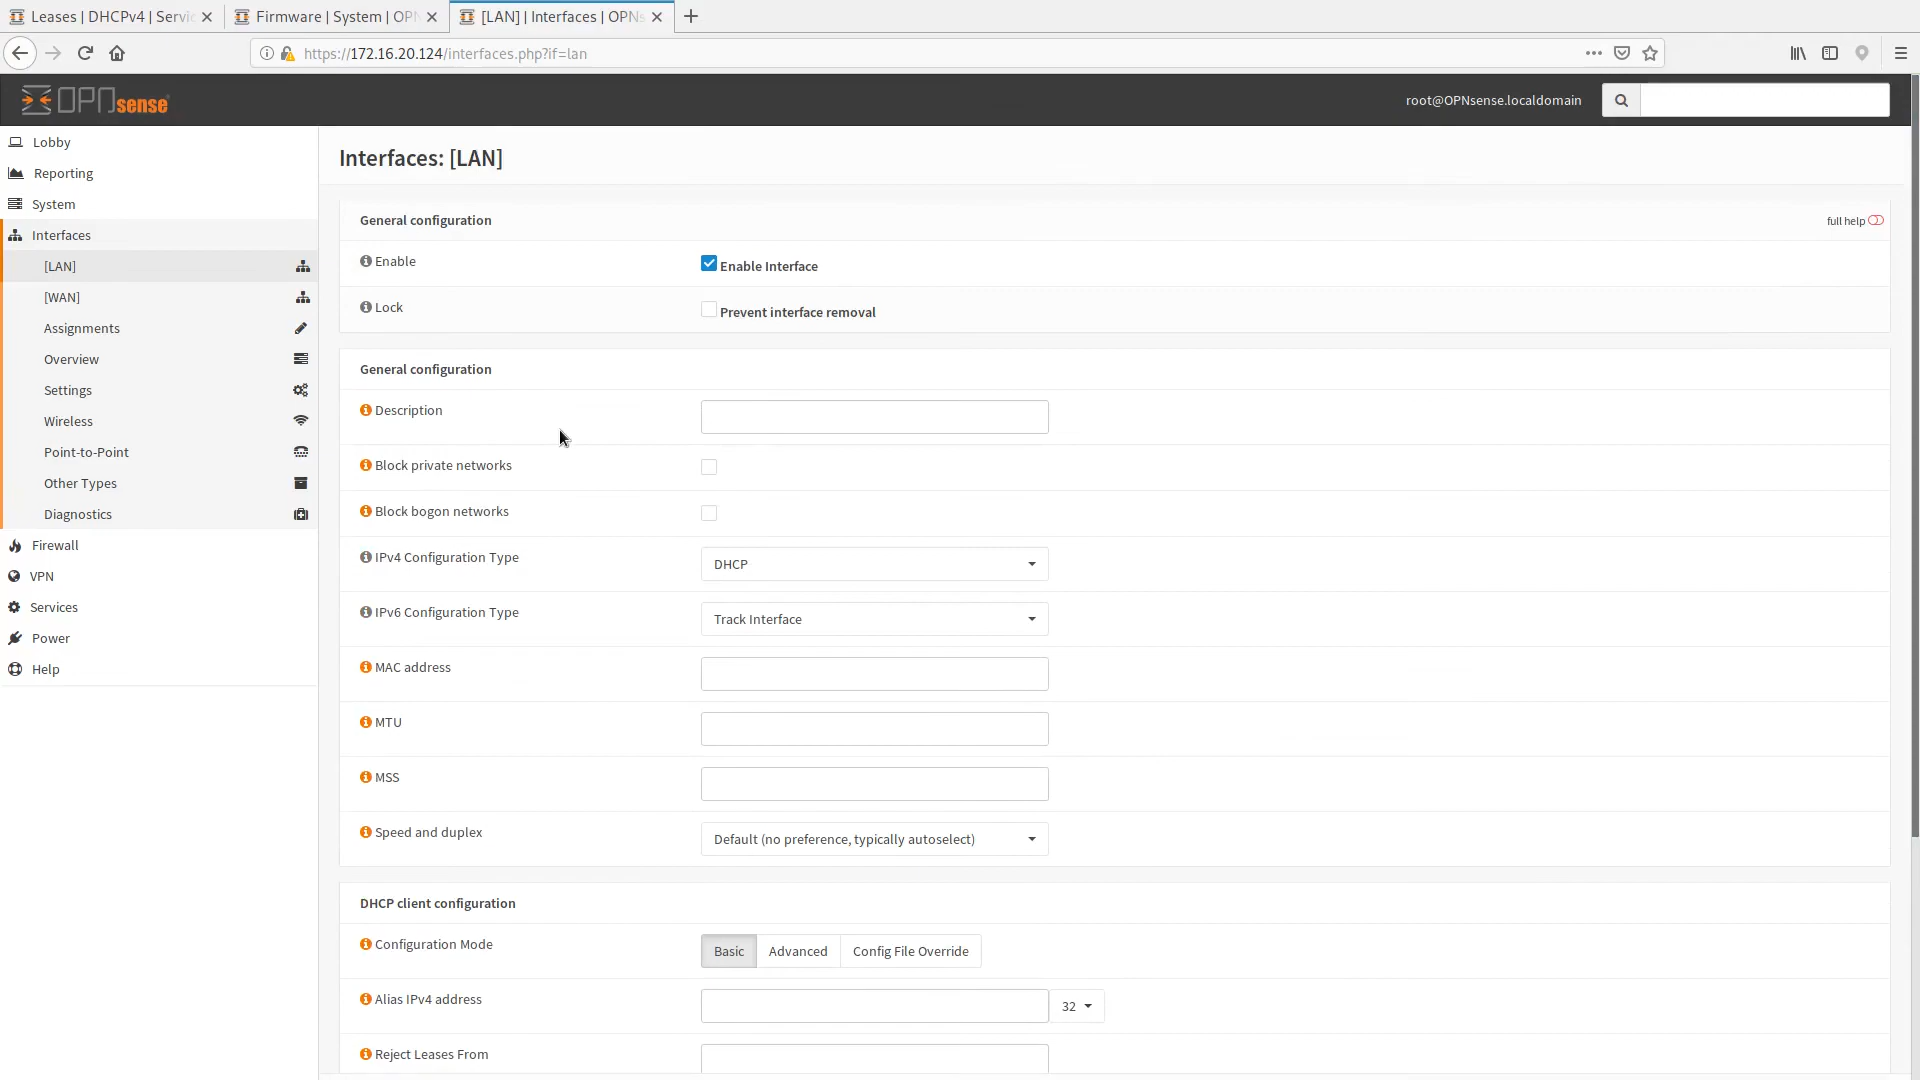 Leases | DHCPv4 | Servi
Firmware | System | OPN
[LAN] | Interfaces | OPNs
https://172.16.20.124/interfaces.php?if=lan
OPNsense
root@OPNsense.localdomain
Lobby
Reporting
System
Interfaces
[LAN]
[WAN]
Assignments
Overview
Settings
Wireless
Point-to-Point
Other Types
Diagnostics
Firewall
VPN
Services
Power
Help
Interfaces: [LAN]
General configuration
full help
Enable
Enable Interface
Lock
Prevent interface removal
General configuration
Description
Block private networks
Block bogon networks
IPv4 Configuration Type
DHCP
IPv6 Configuration Type
Track Interface
MAC address
MTU
MSS
Speed and duplex
Default (no preference, typically autoselect)
DHCP client configuration
Configuration Mode
Basic
Advanced
Config File Override
Alias IPv4 address
32
Reject Leases From